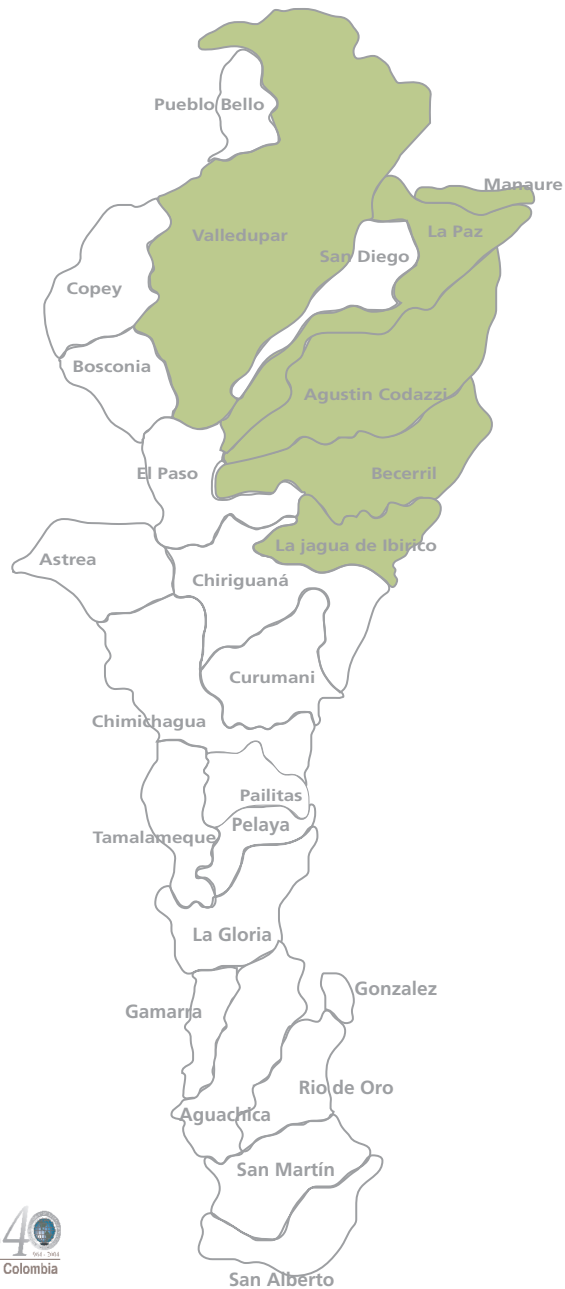 Pueblo Bello
Manaure
Valledupar
La Paz
San Diego
Copey
Bosconia
Agustin Codazzi
El Paso
Becerril
La jagua de Ibirico
Astrea
Chiriguaná
Curumani
Chimichagua
Pailitas
Pelaya
Tamalameque
La Gloria
Gonzalez
Gamarra
Rio de Oro
Aguachica
San Martín
40
Colombia
San Alberto